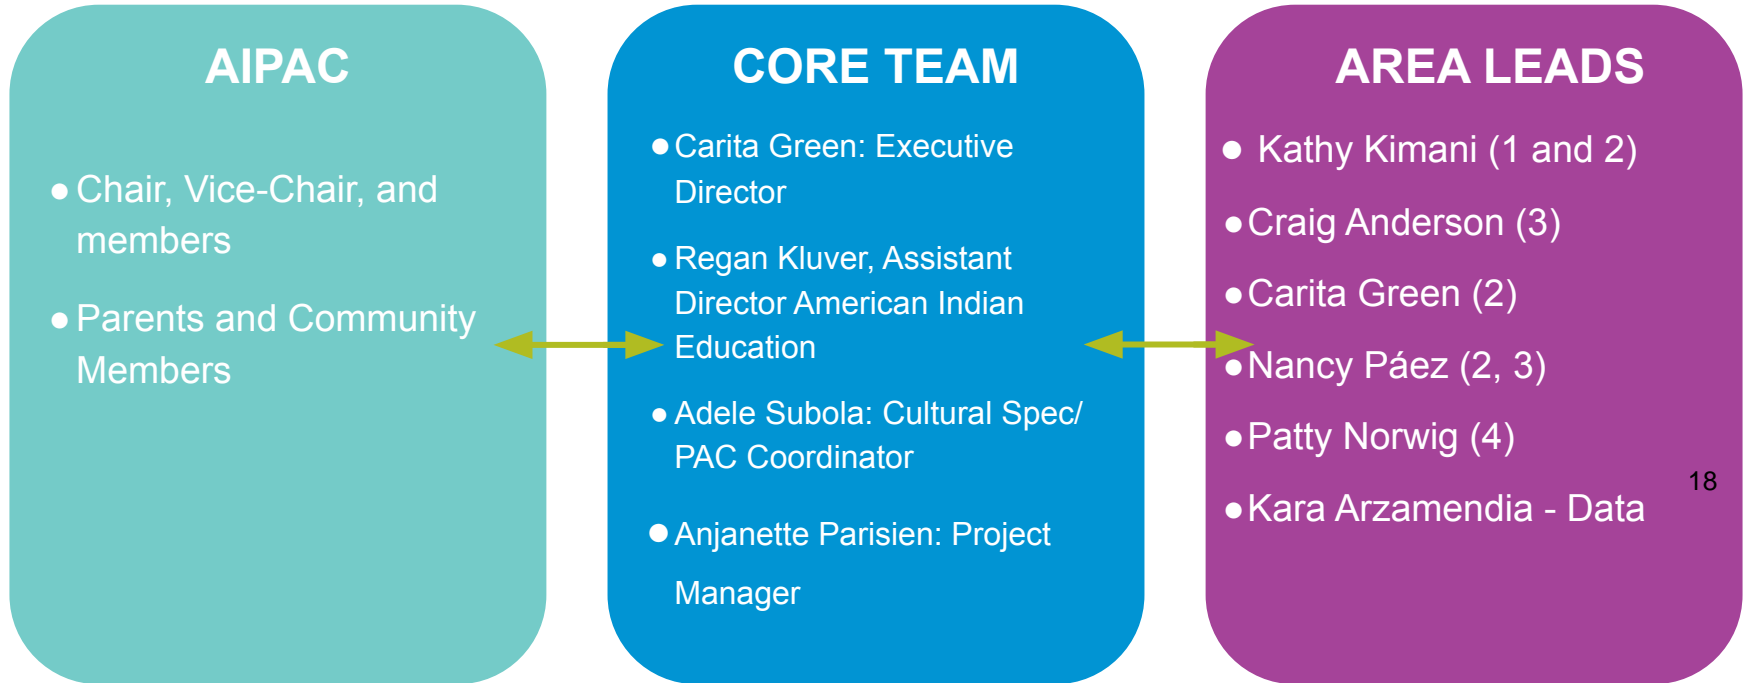 AIPAC
● Chair, Vice-Chair, and
members
● Parents and Community
Members
CORE TEAM
● Carita Green: Executive
Director
● Regan Kluver, Assistant
Director American Indian
Education
● Adele Subola: Cultural Spec/
PAC Coordinator
● Anjanette Parisien: Project
Manager
AREA LEADS
● Kathy Kimani (1 and 2)
● Craig Anderson (3)
● Carita Green (2)
● Nancy Páez (2, 3)
● Patty Norwig (4)
● Kara Arzamendia - Data
18